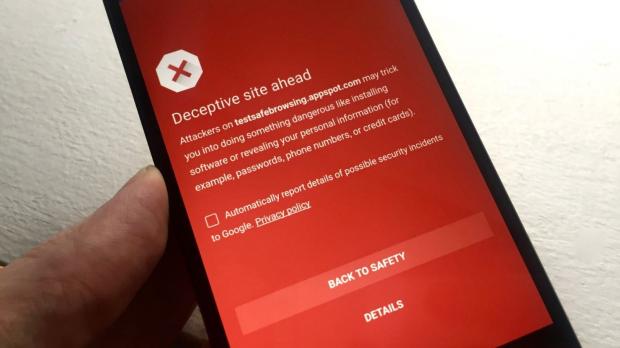 Deceptive site ahead
Attackers on testsafebrowsing.appspot.com may trick
you into doing something dangerous like installing
software or revealing your personal information (for
example, passwords, phone numbers, or credit cards).
Automatically report details of possible security incidents
to Google. Privacy policy
BACK TO SAFETY
DETAILS